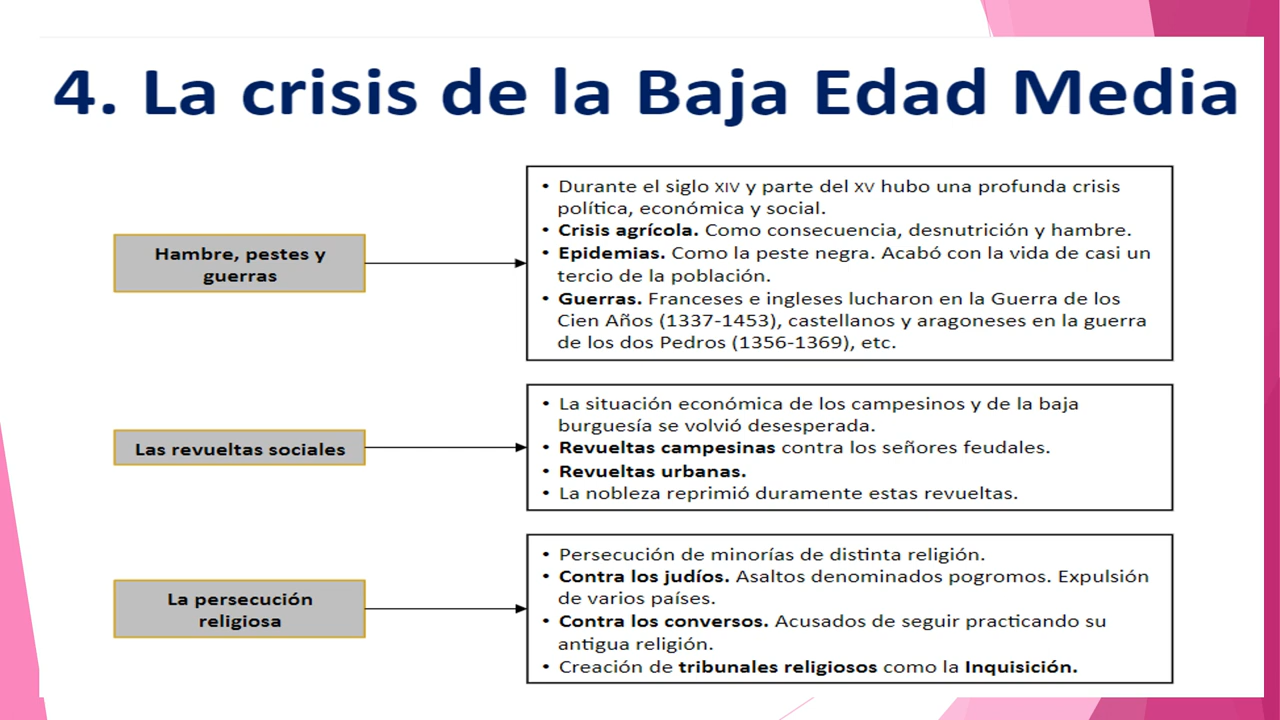 4. La crisis de la Baja Edad Media
Hambre, pestes y
guerras
• Durante el siglo XIV y parte del XV hubo una profunda crisis
política, económica y social.
• Crisis agrícola. Como consecuencia, desnutrición y hambre.
• Epidemias. Como la peste negra. Acabó con la vida de casi un
tercio de la población.
• Guerras. Franceses e ingleses lucharon en la Guerra de los
Cien Años (1337-1453), castellanos y aragoneses en la guerra
de los dos Pedros (1356-1369), etc.
Las revueltas sociales
• La situación económica de los campesinos y de la baja
burguesía se volvió desesperada.
• Revueltas campesinas contra los señores feudales.
• Revueltas urbanas.
• La nobleza reprimió duramente estas revueltas.
La persecución
religiosa
• Persecución de minorías de distinta religión.
• Contra los judíos. Asaltos denominados pogromos. Expulsión
de varios países.
• Contra los conversos. Acusados de seguir practicando su
antigua religión.
• Creación de tribunales religiosos como la Inquisición.